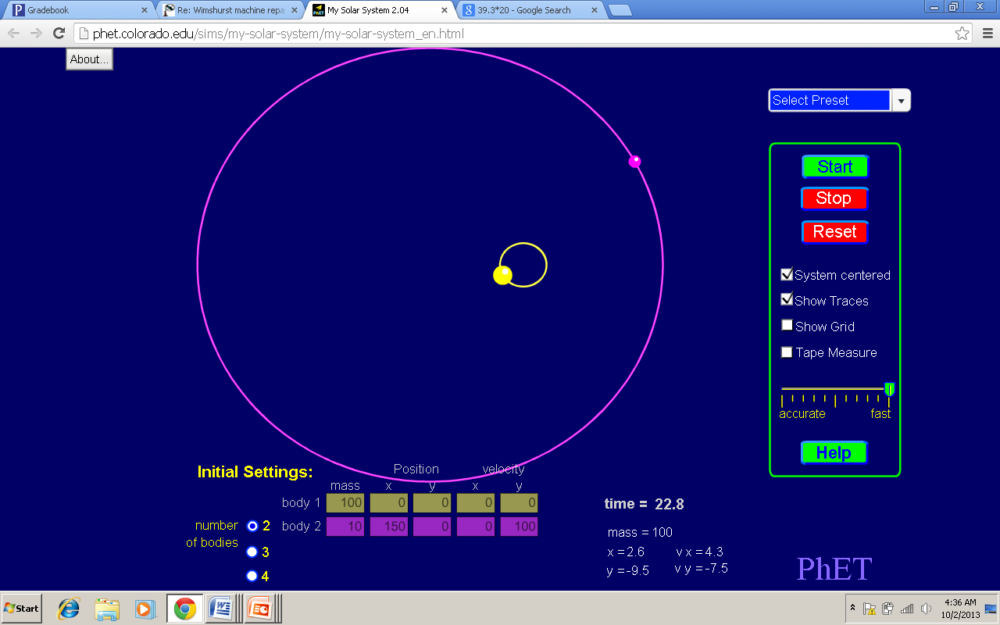 Gradebook
Re: Wimshurst machine repa
My Solar System 2.04
39.3*20 - Google Search
phet.colorado.edu/sims/my-solar-system/my-solar-system_en.html
About...
Select Preset
Start
Stop
Reset
System centered
Show Traces
Show Grid
Tape Measure
accurate fast
Help
Initial Settings:
Position velocity
mass x y x y
body 1 100 0 0 0 0
number of bodies
2 body 2 10 150 0 0 100
3
4
time = 22.8
mass = 100
x = 2.6 v x = 4.3
y = -9.5 v y = -7.5
PhET
Start
4:36 AM
10/2/2013